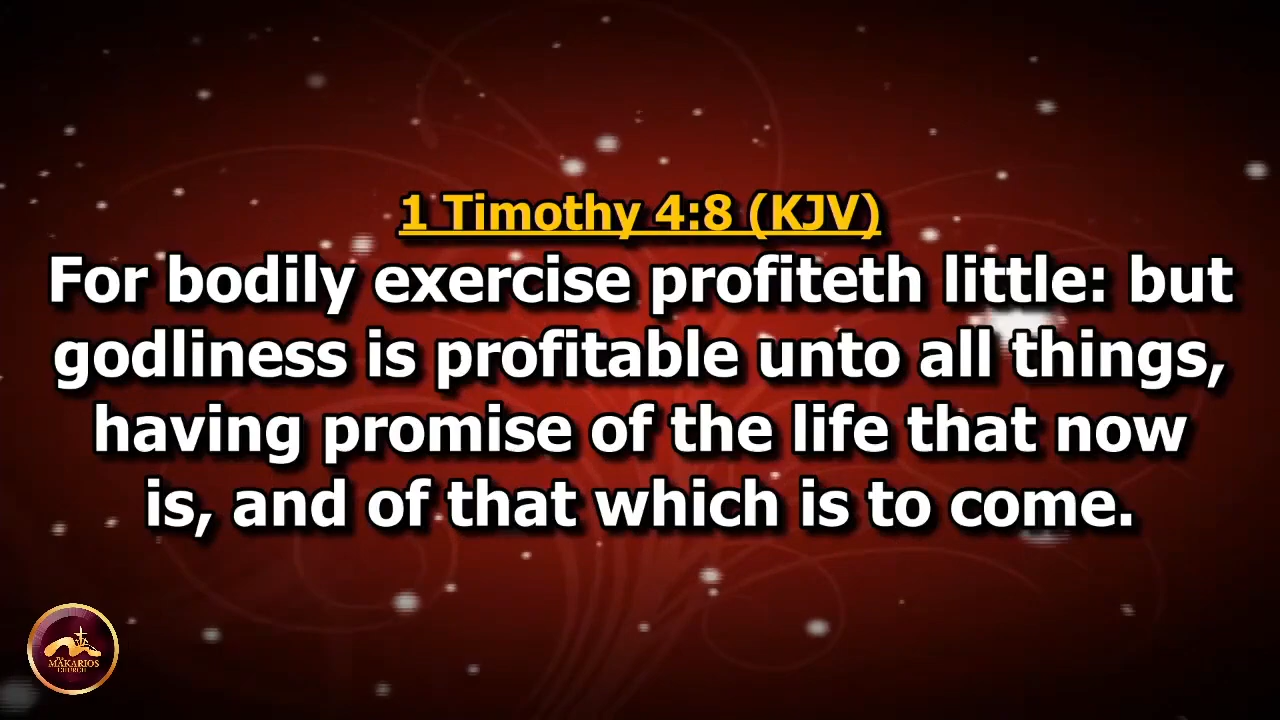 1 Timothy 4:8 (KJV)
For bodily exercise profiteth little: but
godliness is profitable unto all things,
having promise of the life that now
is, and of that which is to come.
MAKARIOS
CHURCH